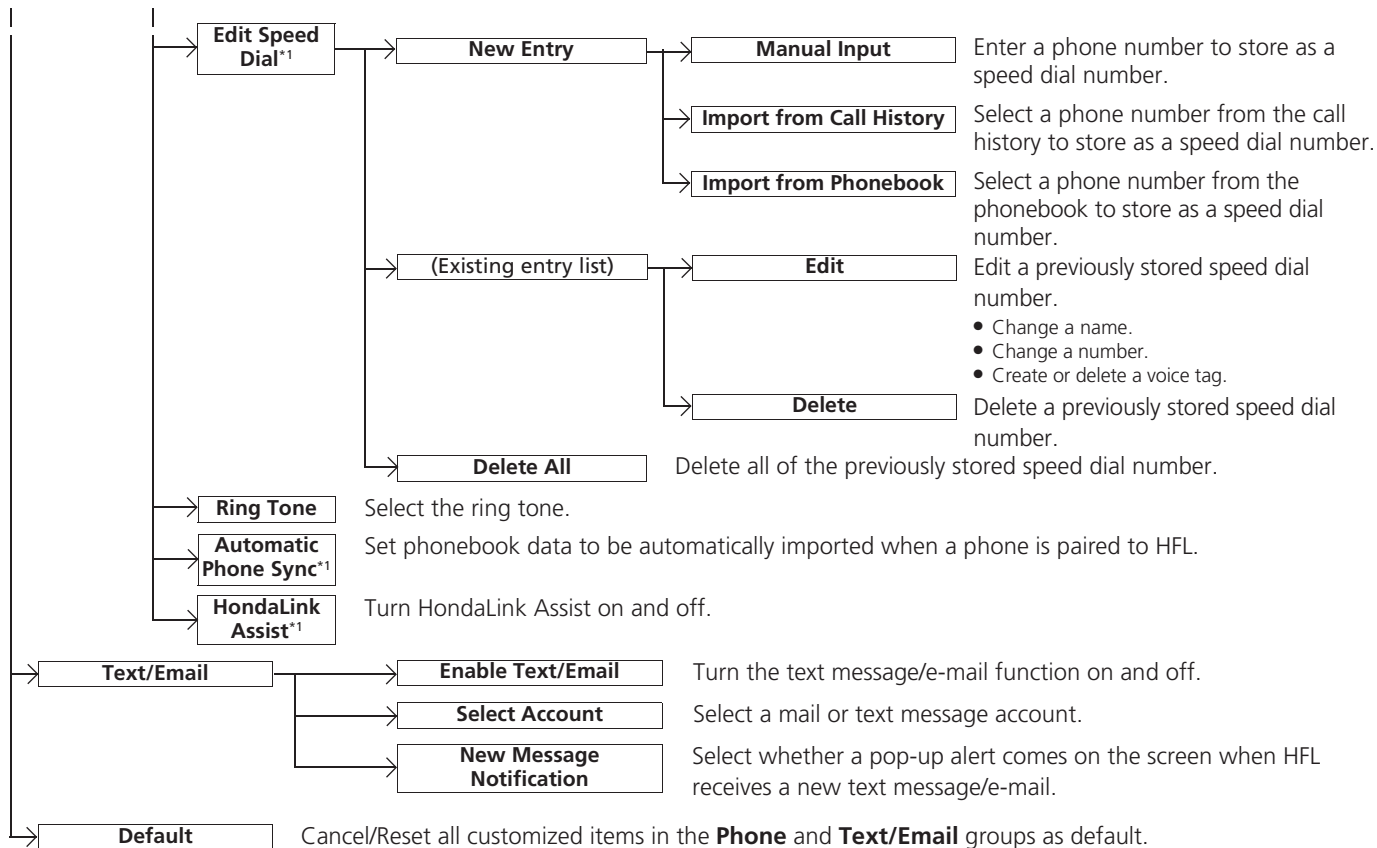 Edit Speed
Dial*1
New Entry
Manual Input
Enter a phone number to store as a
speed dial number.
Import from Call History
Select a phone number from the call
history to store as a speed dial number.
Import from Phonebook
Select a phone number from the
phonebook to store as a speed dial
number.
(Existing entry list)
Edit
Edit a previously stored speed dial
number.
● Change a name.
● Change a number.
● Create or delete a voice tag.
Delete
Delete a previously stored speed dial
number.
Delete All
Delete all of the previously stored speed dial number.
Ring Tone
Select the ring tone.
Automatic
Phone Sync*1
Set phonebook data to be automatically imported when a phone is paired to HFL.
HondaLink
Assist*1
Turn HondaLink Assist on and off.
Text/Email
Enable Text/Email
Turn the text message/e-mail function on and off.
Select Account
Select a mail or text message account.
New Message
Notification
Select whether a pop-up alert comes on the screen when HFL
receives a new text message/e-mail.
Default
Cancel/Reset all customized items in the Phone and Text/Email groups as default.